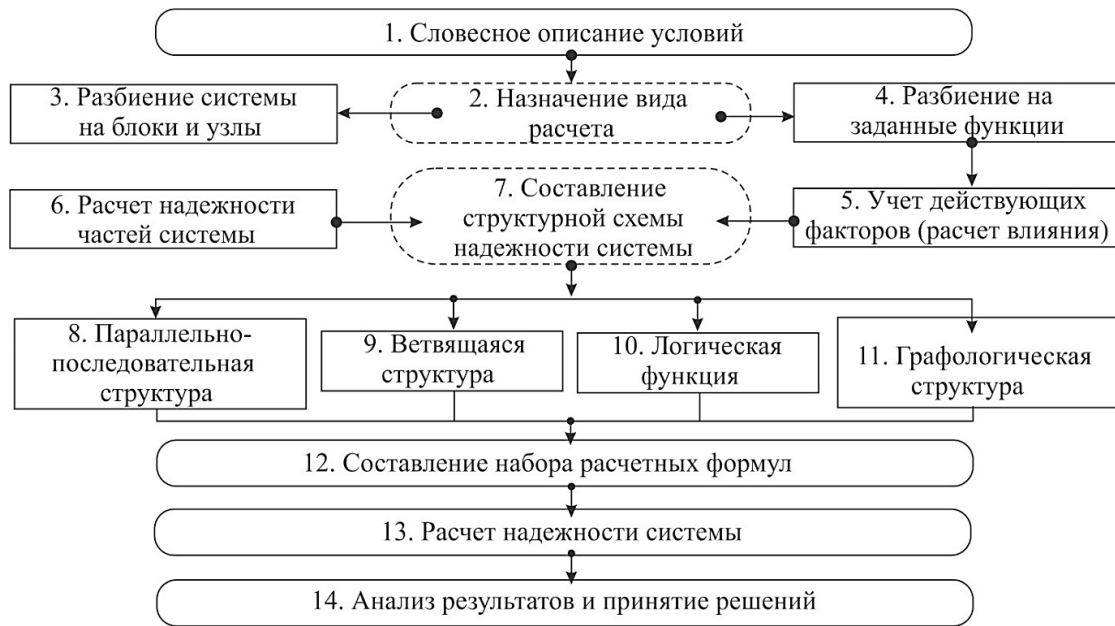 1. Словесное описание условий
3. Разбиение системы
на блоки и узлы
2. Назначение вида
расчета
4. Разбиение на
заданные функции
6. Расчет надежности
частей системы
7. Составление
структурной схемы
надежности системы
5. Учет действующих
факторов (расчет влияния)
8. Параллельно-
последовательная
структура
9. Ветвящаяся
структура
10. Логическая
функция
11. Графологическая
структура
12. Составление набора расчетных формул
13. Расчет надежности системы
14. Анализ результатов и принятие решений